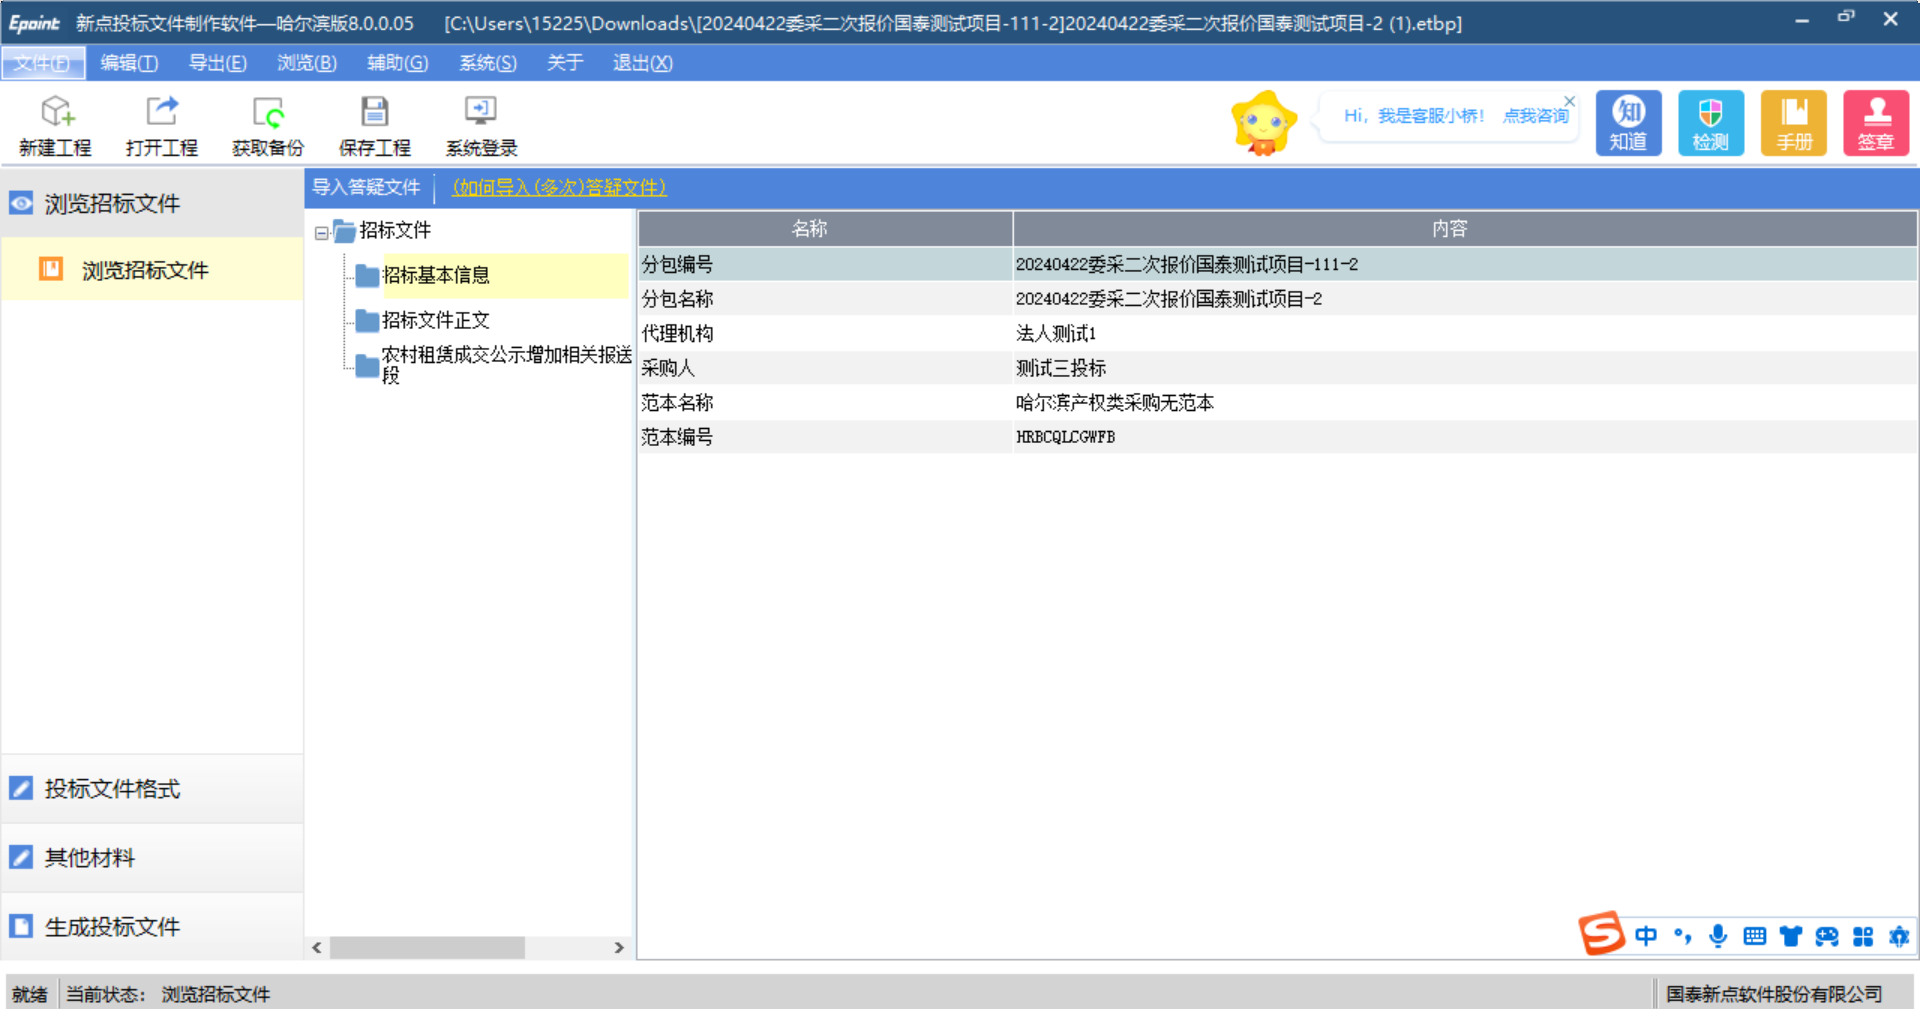 Epoint 新点投标文件制作软件—哈尔滨版8.0.0.05 [C:\Users\15225\Downloads\[20240422委采二次报价国泰测试项目-111-2]20240422委采二次报价国泰测试项目-2 (1).etbp]
文件(F) 编辑(T) 导出(E) 浏览(B) 辅助(G) 系统(S) 关于 退出(X)
新建工程 打开工程 获取备份 保存工程 系统登录
Hi，我是客服小桥！ 点我咨询
知
知道 检测 手册 签章
浏览招标文件
浏览招标文件
投标文件格式
其他材料
生成投标文件
导入答疑文件 (如何导入(多次)答疑文件)
招标文件
招标基本信息
招标文件正文
农村租赁成交公示增加相关报送
段
名称 内容
分包编号 20240422委采二次报价国泰测试项目-111-2
分包名称 20240422委采二次报价国泰测试项目-2
代理机构 法人测试1
采购人 测试三投标
范本名称 哈尔滨产权类采购无范本
范本编号 HRBCQLCGWFB
S 中
就绪 当前状态： 浏览招标文件 国泰新点软件股份有限公司